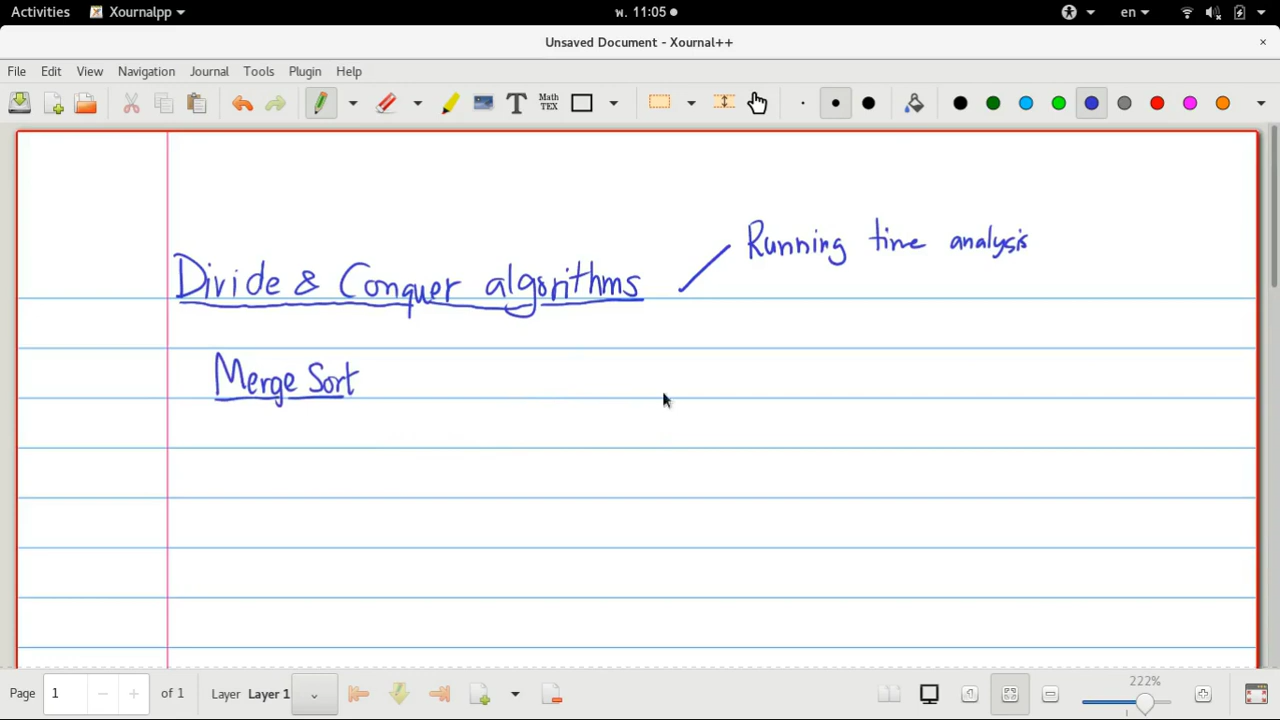 Activities Xournalpp พ. 11:05 en
Unsaved Document - Xournal++
File Edit View Navigation Journal Tools Plugin Help
Math TEX
Running time analysis
Divide & Conquer algorithms
Merge Sort
Page 1 of 1 Layer Layer 1 222%